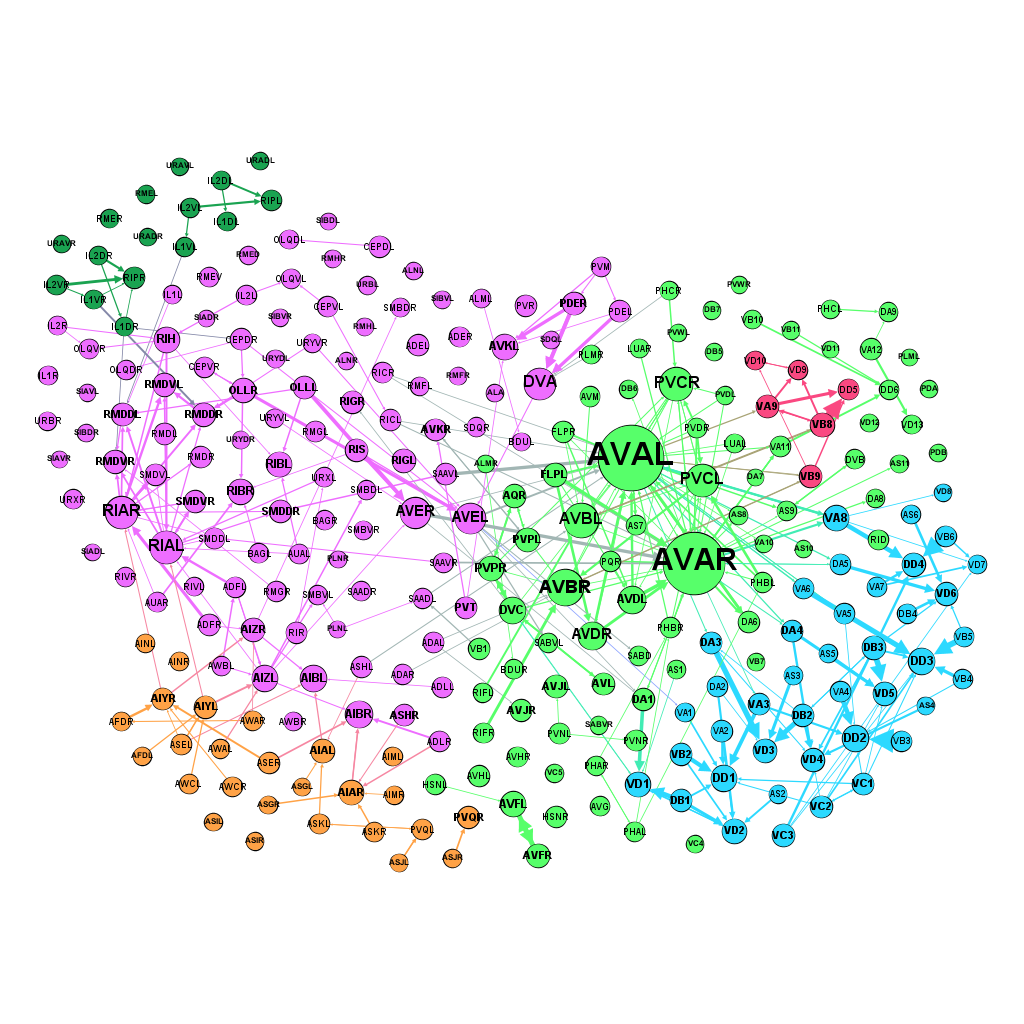 URADL
URAVL
IL2DL
RMEL
RIPL
IL2VL
RMER
IL1DL
SIBDL
URADR
URAVR
IL1VL
OLQDL
CEPDL
IL2DR
RMED
RMHR
PVM
ALNL
RIPR
RMEV
OLQVL
IL2VR
URBL
PVWR
PHCR
IL1L
IL2L
SIBVL
ALML
IL1VR
CEPVL
SMBDR
PVR
PDER
PDEL
DB7
PHCL
DA9
SIADR
SIBVR
VB10
IL2R
IL1DR
RMHL
VB11
PVWL
RIH
CEPDR
URYVR
ADEL
ADER
AVKL
SDQL
OLQVR
LUAR
DB5
VD11
VA12
PLML
URYDL
ALNR
PLMR
VD10
VD9
OLQDR
CEPVR
RICR
RMFR
IL1R
RMDVL
OLLR
OLLL
RMFL
DVA
PVCR
DB6
DD5
DD6
PDA
SIAVL
ALA
AVM
PVDL
RIGR
VA9
RMDDL
RMDDR
URYVL
RICL
URBR
VD12
VD13
VB8
SIBDR
RMDL
RMGL
AVKR
SDQR
FLPR
PVDR
URYDR
BDUL
LUAL
VA11
RIS
AVAL
PDB
SIAVR
RMDVR
RMDR
RIBL
RIGL
ALMR
DVB
AS11
SMDVL
URXL
SAAVL
FLPL
PVCL
DA7
VB9
RIBR
SMBDL
URXR
SMDVR
AQR
VD8
DA8
RIAR
SMDDR
AVER
AVEL
AVBL
AS8
AS9
BAGR
VA8
AS6
SMBVR
AS7
SMDDL
PVPL
RID
VB6
RIAL
VA10
AS10
SIADL
BAGL
AUAL
PLNR
SAAVR
PVPR
PQR
AVAR
DA5
DD4
VD7
RIVR
RIVL
ADFL
RMGR
SMBVL
SAADR
AVBR
PHBL
VA6
VA7
VD6
AUAR
SAADL
PVT
DVC
AVDL
VA5
DB4
ADFR
AIZR
RIR
PLNL
AVDR
PHBR
DA6
DA4
VB5
AINL
ADAL
VB1
SABVL
DA3
DB3
AINR
AWBL
ASHL
BDUR
SABD
AS1
VB7
AS5
DD3
AIZL
AIBL
ADAR
ADLL
AS3
VB4
RIFL
AVJL
AVL
DA2
VA4
VD5
AIYR
AIYL
DA1
VA3
AS4
AFDR
AWAR
AWBR
AIBR
ASHR
AVJR
VA1
DB2
SABVR
VA2
RIFR
PVNL
PVNR
DD2
VB3
ASEL
AWAL
AIAL
ADLR
VD3
AFDL
AIML
AVHR
VB2
VD4
ASER
PHAR
VC5
AVHL
DD1
AWCL
AWCR
ASGL
AIAR
AIMR
HSNL
VD1
VC1
ASGR
AVFL
AVG
DB1
AS2
VC2
ASIL
ASKL
ASKR
PVQL
PVQR
HSNR
PHAL
VD2
VC3
ASIR
VC4
ASJL
ASJR
AVFR